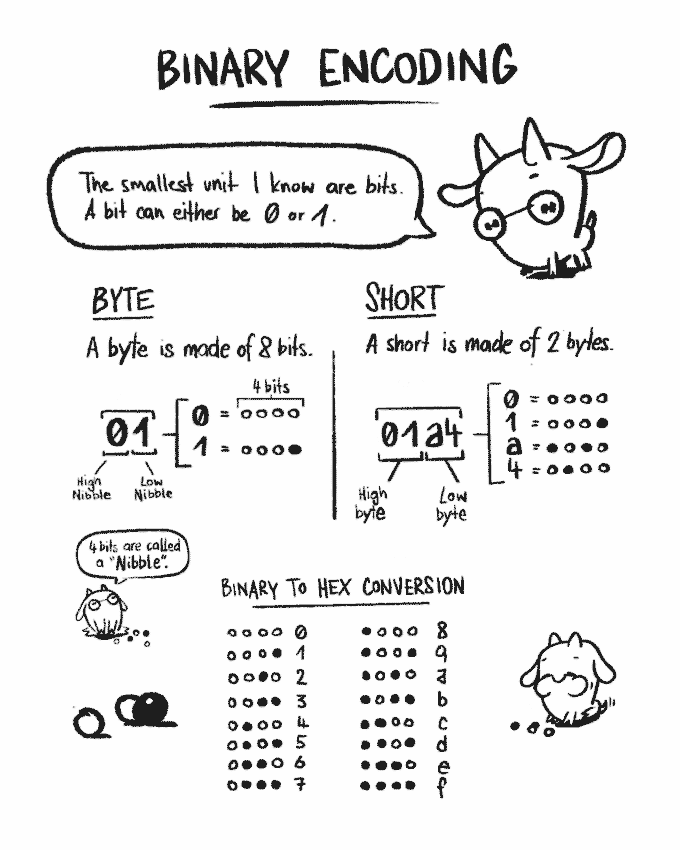 BINARY ENCODING
The smallest unit I know are bits.
A bit can either be 0 or 1.
BYTE
A byte is made of 8 bits.
4 bits
01
0 = ○○○○
1 = ○○○●
High
Nibble
Low
Nibble
4 bits are called
a "Nibble".
SHORT
A short is made of 2 bytes.
01a4
0 = ○○○○
1 = ○○○●
a = ●○●○
4 = ○●○○
High
byte
Low
byte
BINARY TO HEX CONVERSION
○○○○ 0
○○○● 1
○○●○ 2
○○●● 3
○●○○ 4
○●○● 5
○●●○ 6
○●●● 7
●○○○ 8
●○○● 9
●○●○ a
●○●● b
●●○○ c
●●○● d
●●●○ e
●●●● f